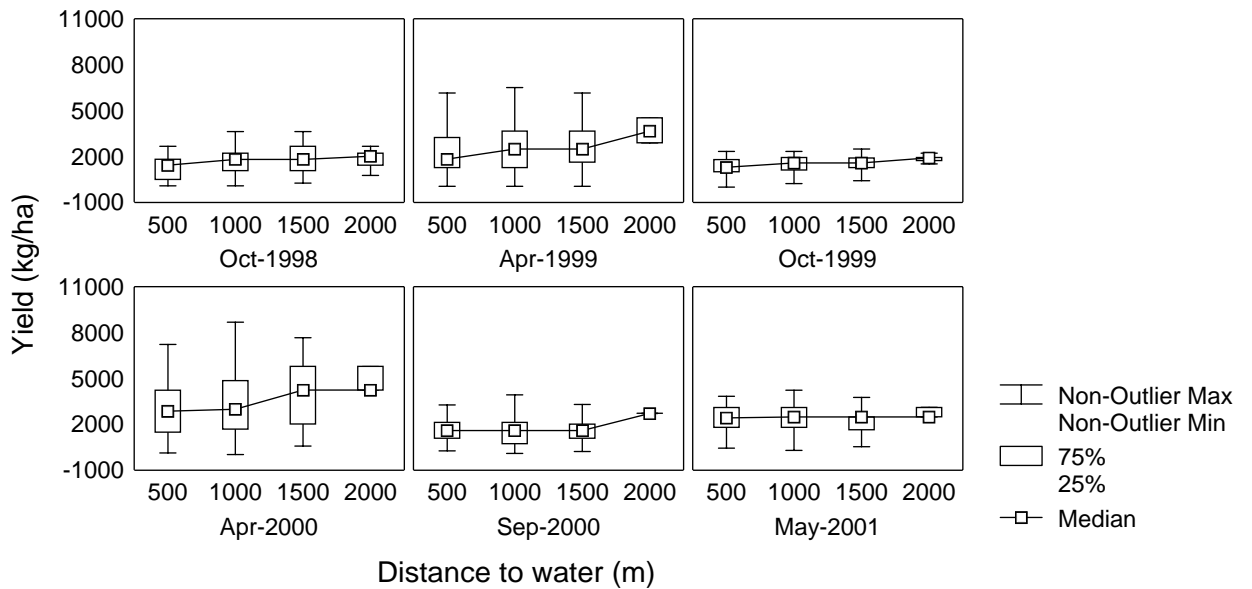 Yield (kg/ha)
11000
8000
5000
2000
-1000
500 1000 1500 2000
Oct-1998
500 1000 1500 2000
Apr-1999
500 1000 1500 2000
Oct-1999
11000
8000
5000
2000
-1000
500 1000 1500 2000
Apr-2000
500 1000 1500 2000
Sep-2000
500 1000 1500 2000
May-2001
Distance to water (m)
Non-Outlier Max
Non-Outlier Min
75%
25%
Median